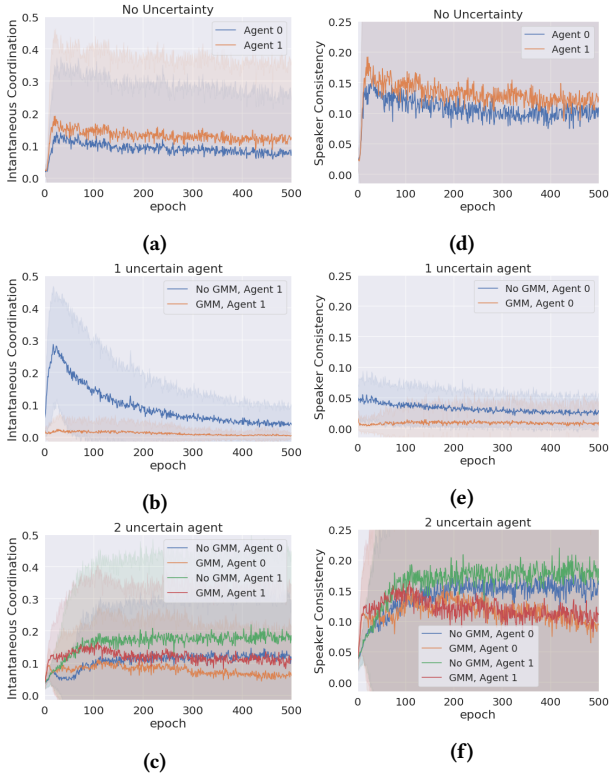 No Uncertainty
Intantaneous Coordination
0.5
0.4
0.3
0.2
0.1
0.0
Agent 0
Agent 1
0 100 200 300 400 500
epoch
(a)
No Uncertainty
Speaker Consistency
0.25
0.20
0.15
0.10
0.05
0.00
Agent 0
Agent 1
0 100 200 300 400 500
epoch
(d)
1 uncertain agent
Intantaneous Coordination
0.5
0.4
0.3
0.2
0.1
0.0
No GMM, Agent 1
GMM, Agent 1
0 100 200 300 400 500
epoch
(b)
1 uncertain agent
Speaker Consistency
0.25
0.20
0.15
0.10
0.05
0.00
No GMM, Agent 0
GMM, Agent 0
0 100 200 300 400 500
epoch
(e)
2 uncertain agent
Intantaneous Coordination
0.5
0.4
0.3
0.2
0.1
0.0
No GMM, Agent 0
GMM, Agent 0
No GMM, Agent 1
GMM, Agent 1
0 100 200 300 400 500
epoch
(c)
2 uncertain agent
Speaker Consistency
0.25
0.20
0.15
0.10
0.05
0.00
No GMM, Agent 0
GMM, Agent 0
No GMM, Agent 1
GMM, Agent 1
0 100 200 300 400 500
epoch
(f)